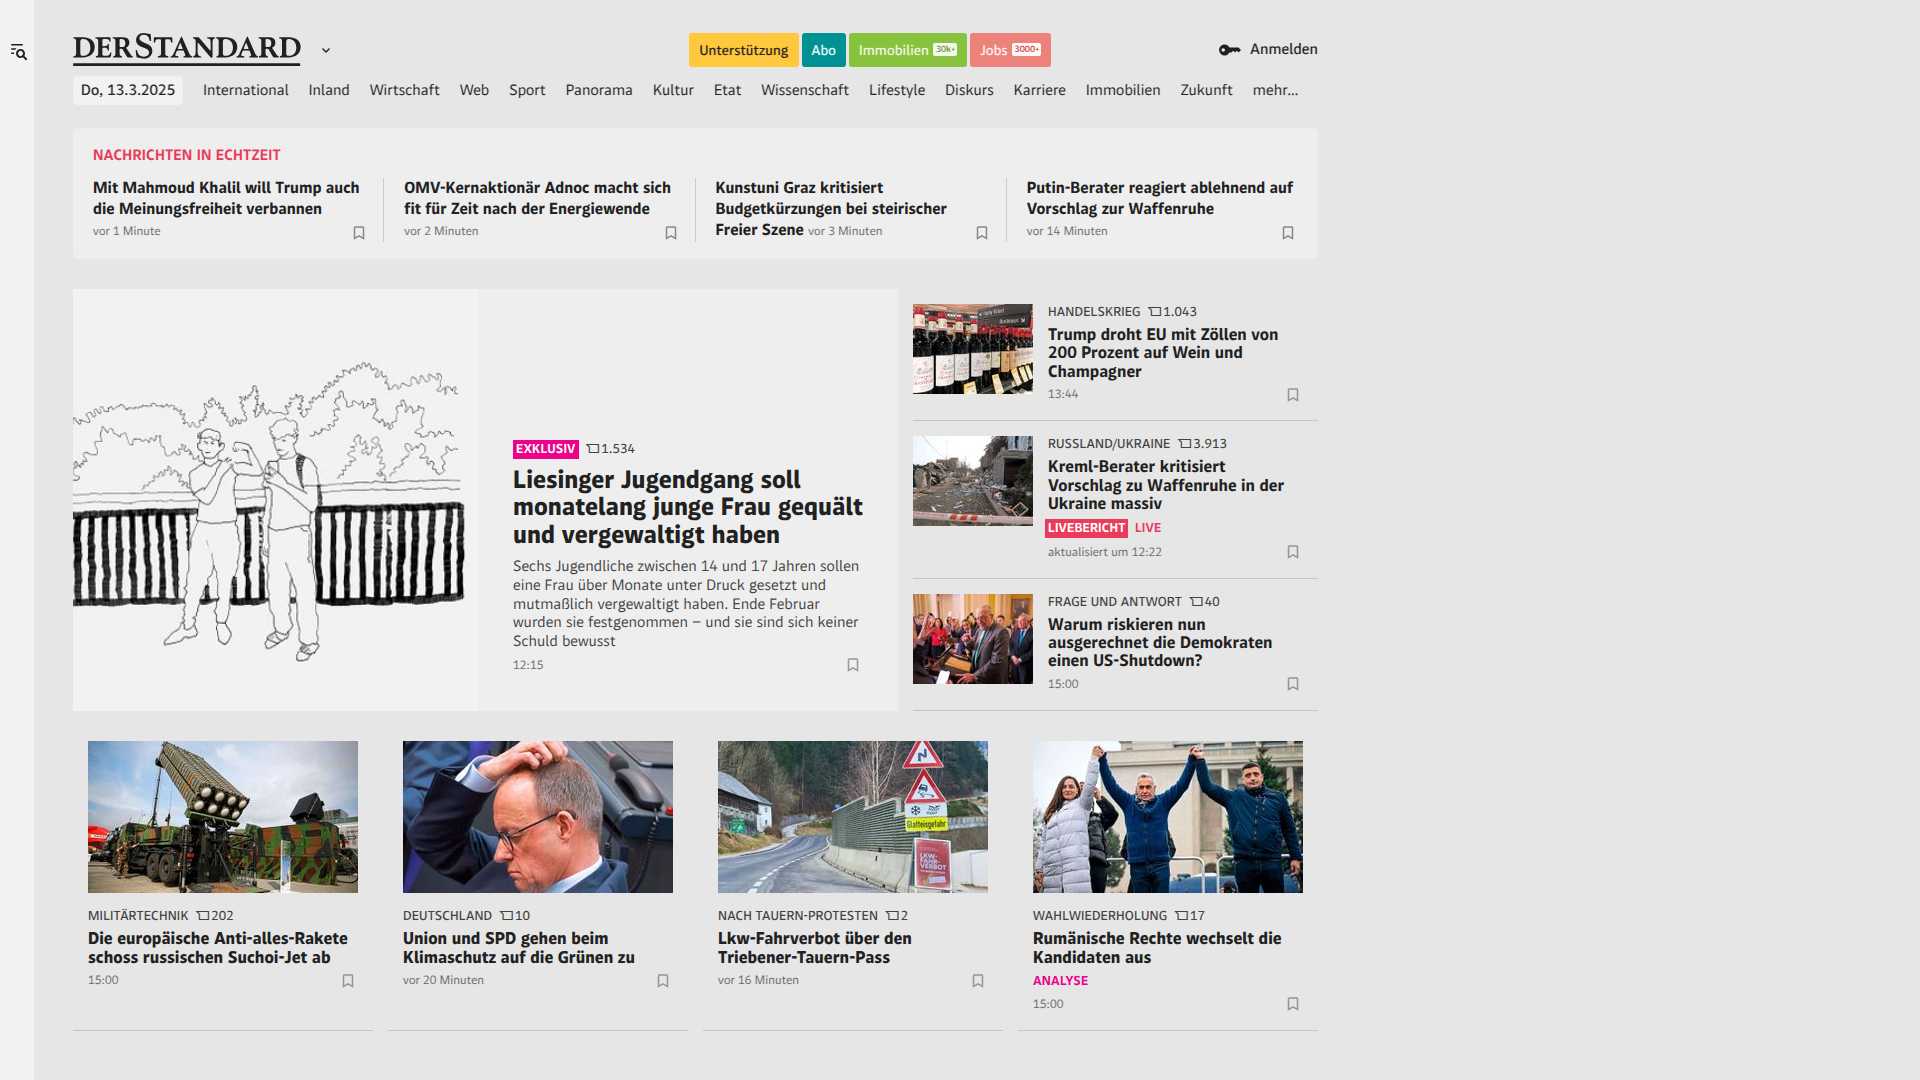 DERSTANDARD
Unterstützung
Abo
Immobilien 30k+
Jobs 3000+
Anmelden
Do, 13.3.2025
International
Inland
Wirtschaft
Web
Sport
Panorama
Kultur
Etat
Wissenschaft
Lifestyle
Diskurs
Karriere
Immobilien
Zukunft
mehr...
NACHRICHTEN IN ECHTZEIT
Mit Mahmoud Khalil will Trump auch
die Meinungsfreiheit verbannen
vor 1 Minute
OMV-Kernaktionär Adnoc macht sich
fit für Zeit nach der Energiewende
vor 2 Minuten
Kunstuni Graz kritisiert
Budgetkürzungen bei steirischer
Freier Szene vor 3 Minuten
Putin-Berater reagiert ablehnend auf
Vorschlag zur Waffenruhe
vor 14 Minuten
EXKLUSIV 1.534
Liesinger Jugendgang soll
monatelang junge Frau gequält
und vergewaltigt haben
Sechs Jugendliche zwischen 14 und 17 Jahren sollen
eine Frau über Monate unter Druck gesetzt und
mutmaßlich vergewaltigt haben. Ende Februar
wurden sie festgenommen – und sie sind sich keiner
Schuld bewusst
12:15
HANDELSKRIEG 1.043
Trump droht EU mit Zöllen von
200 Prozent auf Wein und
Champagner
13:44
RUSSLAND/UKRAINE 3.913
Kreml-Berater kritisiert
Vorschlag zu Waffenruhe in der
Ukraine massiv
LIVEBERICHT LIVE
aktualisiert um 12:22
FRAGE UND ANTWORT 40
Warum riskieren nun
ausgerechnet die Demokraten
einen US-Shutdown?
15:00
MILITÄRTECHNIK 202
Die europäische Anti-alles-Rakete
schoss russischen Suchoi-Jet ab
15:00
DEUTSCHLAND 10
Union und SPD gehen beim
Klimaschutz auf die Grünen zu
vor 20 Minuten
Glatteisgefahr
LKW-
FAHR-
VERBOT
NACH TAUERN-PROTESTEN 2
Lkw-Fahrverbot über den
Triebener-Tauern-Pass
vor 16 Minuten
WAHLWIEDERHOLUNG 17
Rumänische Rechte wechselt die
Kandidaten aus
ANALYSE
15:00